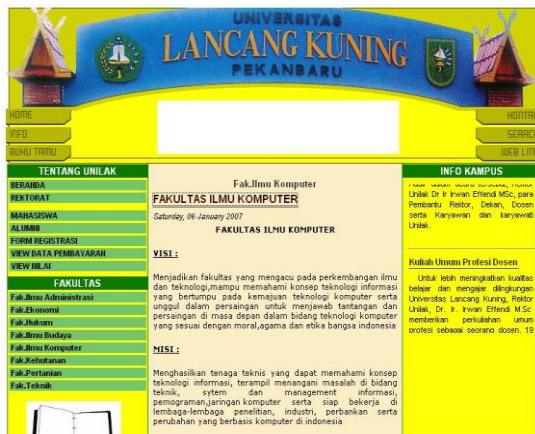 UNIVERSITAS
LANCANG KUNING
PEKANBARU
HOME
INFO
BUKU TAMU
KONTAK
SEARCH
WEB LINK
TENTANG UNILAK
BERANDA
REKTORAT
MAHASISWA
ALUMNI
FORM REGISTRASI
VIEW DATA PEMBAYARAN
VIEW NILAI
FAKULTAS
Fak.Ilmu Administrasi
Fak.Ekonomi
Fak.Hukum
Fak.Ilmu Budaya
Fak.Ilmu Komputer
Fak.Kehutanan
Fak.Pertanian
Fak.Teknik
Fak.Ilmu Komputer
FAKULTAS ILMU KOMPUTER
Saturday, 06 January 2007
FAKULTAS ILMU KOMPUTER
VISI :
Menjadikan fakultas yang mengacu pada perkembangan ilmu
dan teknologi,mampu memahami konsep teknologi informasi
yang bertumpu pada kemajuan teknologi komputer serta
unggul dalam persaingan untuk menjawab tantangan dan
persaingan di masa depan dalam bidang teknologi komputer
yang sesuai dengan moral,agama dan etika bangsa indonesia
MISI :
Menghasilkan tenaga teknis yang dapat memahami konsep
teknologi informasi, terampil menangani masalah di bidang
teknik, sytem dan management informasi,
pemograman,jaringan komputer serta siap bekerja di
lembaga-lembaga penelitian, industri, perbankan serta
perubahan yang berbasis komputer di indonesia
INFO KAMPUS
Unilak Dr Ir Irwan Effendi MSc, para
Pembantu Rektor, Dekan, Dosen
serta Karyawan dan karyawati
Unilak.
Kuliah Umum Profesi Dosen
Untuk lebih meningkatkan kualitas
belajar dan mengajar dilingkungan
Universitas Lancang Kuning, Rektor
Unilak, Dr. Ir. Irwan Effendi M.Sc
memberikan perkuliahan umum
profesi sebagai seorang dosen. 19